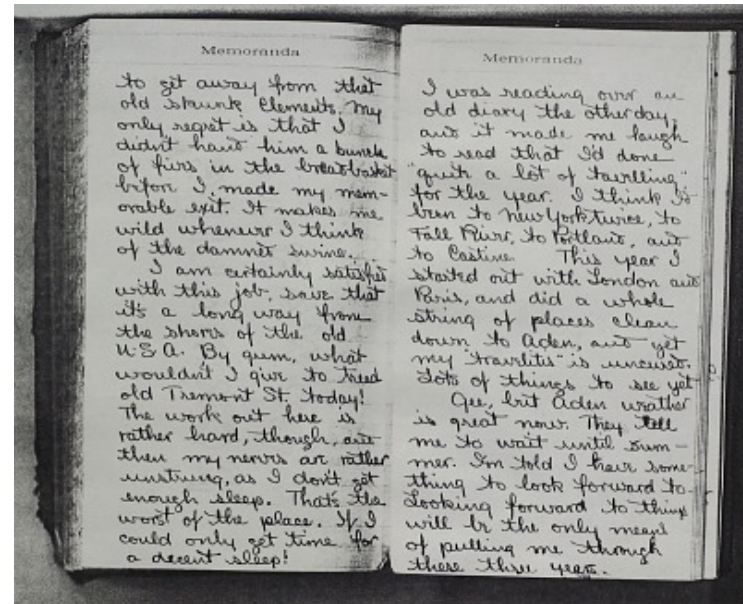 Memoranda
to get away from that
old skunk Clements. My
only regret is that I
didn't hand him a bunch
of fives in the breadbasket
before I made my mem-
orable exit. It makes me
wild whenever I think
of the damned swine.
I am certainly satisfied
with this job, save that
it's a long way from
the shores of the old
U.S.A. By gum, what
wouldn't I give to tread
old Tremont St. today!
The work out here is
rather hard, though, and
then my nerves are rather
unstrung, as I don't get
enough sleep. That's the
worst of the place. If I
could only get time for
a decent sleep!
Memoranda
I was reading over an
old diary the other day,
and it made me laugh
to read that I'd done
"quite a lot of travelling"
for the year. I think I'd
been to New York twice, to
Fall River, to Portland, and
to Castine. This year I
started out with London and
Paris, and did a whole
string of places clean
down to Aden, and yet
my "travelitis" is uncured.
Lots of things to see yet
Gee, but Aden weather
is great now. They tell
me to wait until sum-
mer. I'm told I have some-
thing to look forward to.
Looking forward to things
will be the only means
of pulling me through
these three years.